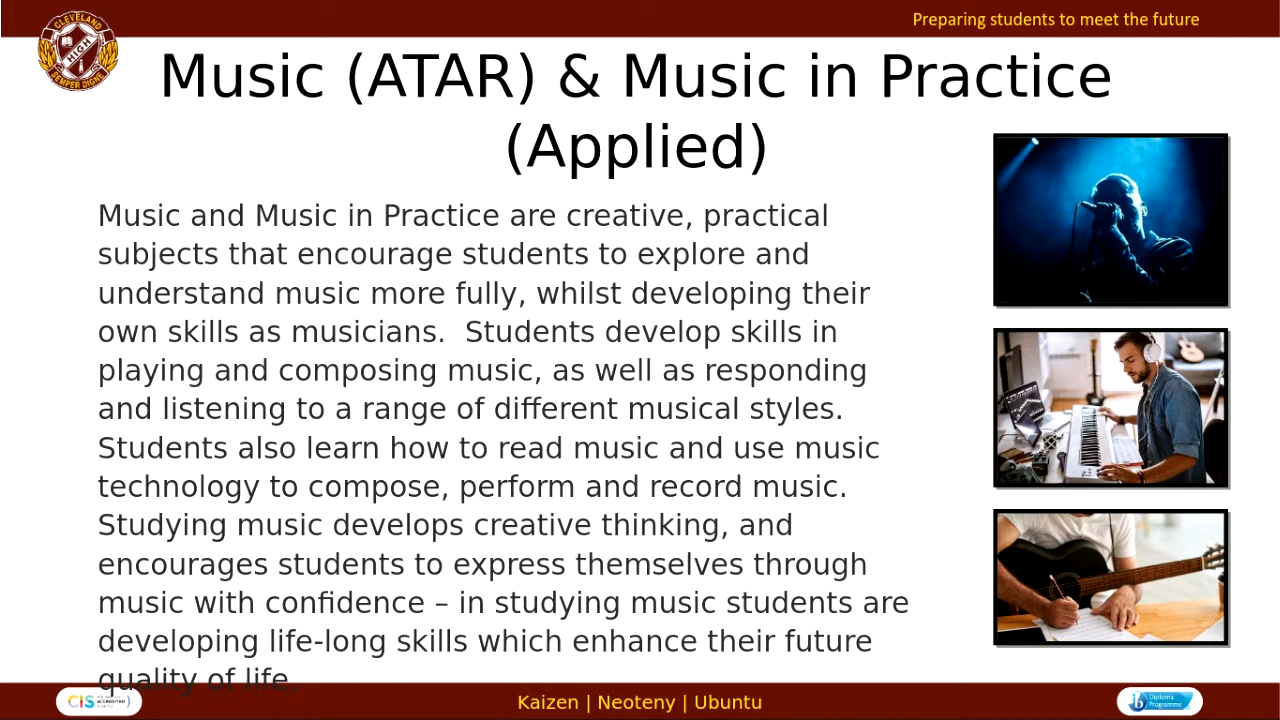 Preparing students to meet the future
CLEVELAND
HIGH
SEMPER DIGNE
Music (ATAR) & Music in Practice
(Applied)
Music and Music in Practice are creative, practical
subjects that encourage students to explore and
understand music more fully, whilst developing their
own skills as musicians.  Students develop skills in
playing and composing music, as well as responding
and listening to a range of different musical styles.
Students also learn how to read music and use music
technology to compose, perform and record music.
Studying music develops creative thinking, and
encourages students to express themselves through
music with confidence – in studying music students are
developing life-long skills which enhance their future
quality of life.
CIS
ACCREDITED
Kaizen | Neoteny | Ubuntu
Diploma
Programme